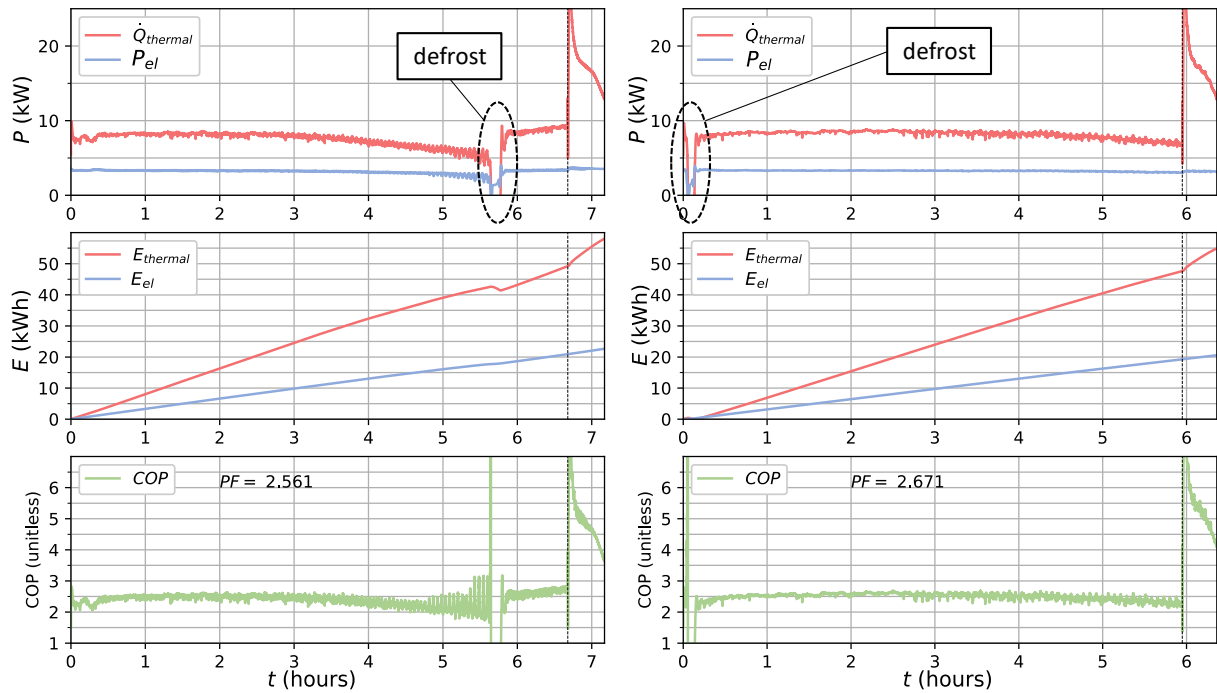 Q̇thermal
Pel
defrost
20
10
0
P (kW)
0 1 2 3 4 5 6 7
Q̇thermal
Pel
defrost
20
10
0
P (kW)
0 1 2 3 4 5 6
Ethermal
Eel
50
40
30
20
10
0
E (kWh)
0 1 2 3 4 5 6 7
Ethermal
Eel
50
40
30
20
10
0
E (kWh)
0 1 2 3 4 5 6
COP
PF = 2.561
6
5
4
3
2
1
COP (unitless)
0 1 2 3 4 5 6 7
t (hours)
COP
PF = 2.671
6
5
4
3
2
1
COP (unitless)
0 1 2 3 4 5 6
t (hours)